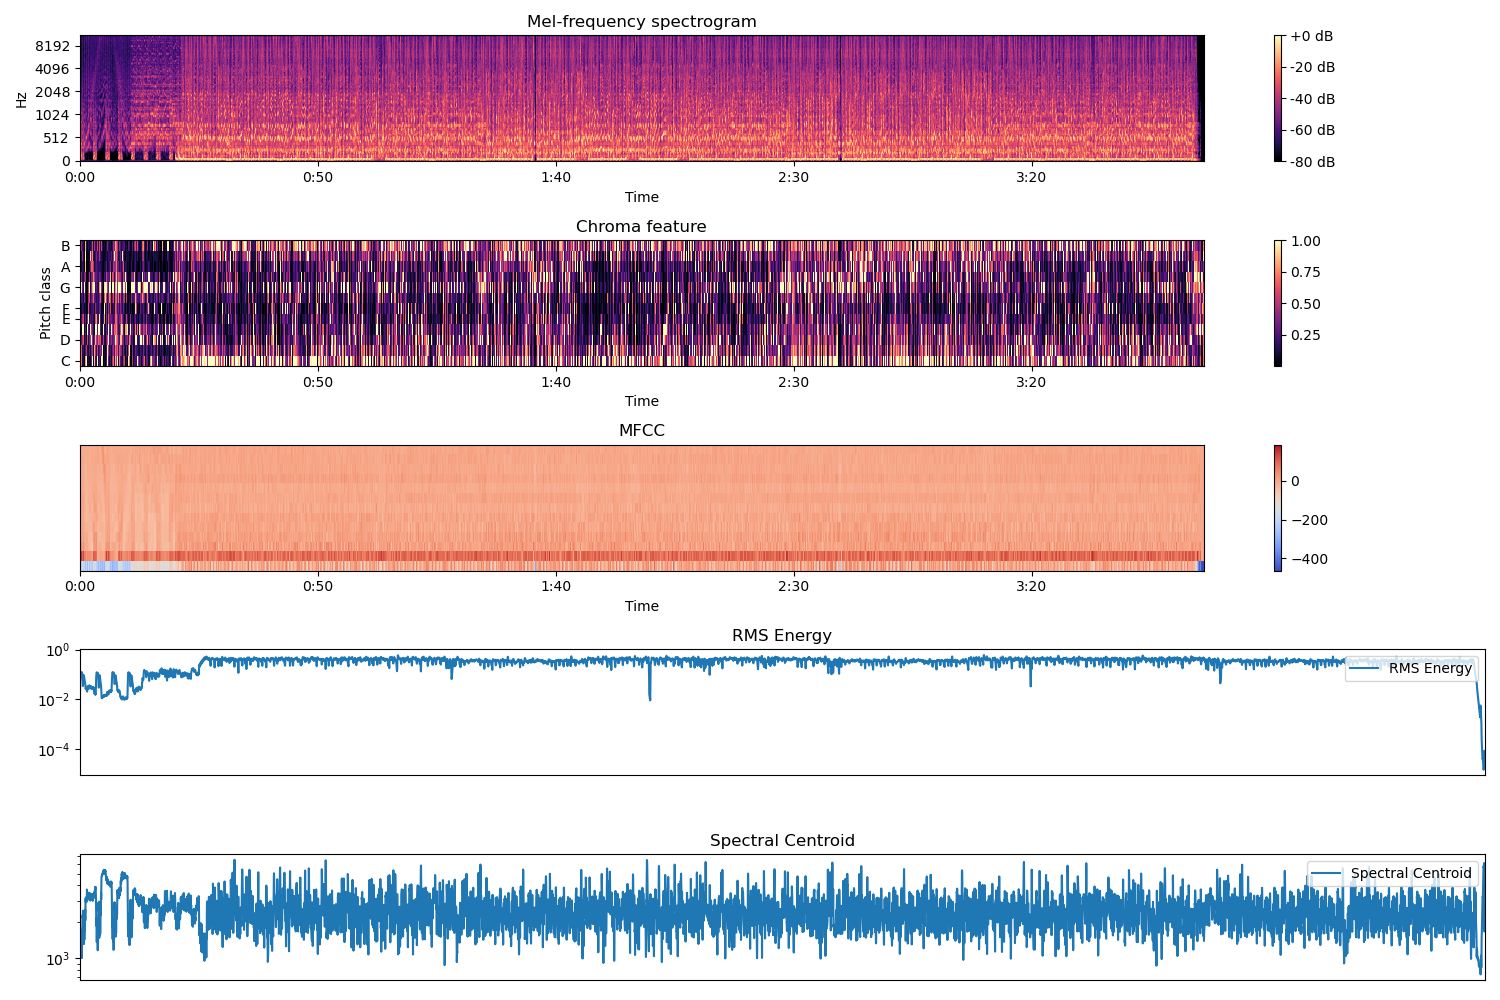 Mel-frequency spectrogram
Hz
8192
4096
2048
1024
512
0
0:00 0:50 1:40 2:30 3:20
Time
+0 dB
-20 dB
-40 dB
-60 dB
-80 dB
Chroma feature
Pitch class
B
A
G
F
E
D
C
0:00 0:50 1:40 2:30 3:20
Time
1.00
0.75
0.50
0.25
MFCC
0:00 0:50 1:40 2:30 3:20
Time
0
−200
−400
RMS Energy
10⁰
10⁻²
10⁻⁴
RMS Energy
Spectral Centroid
10³
Spectral Centroid